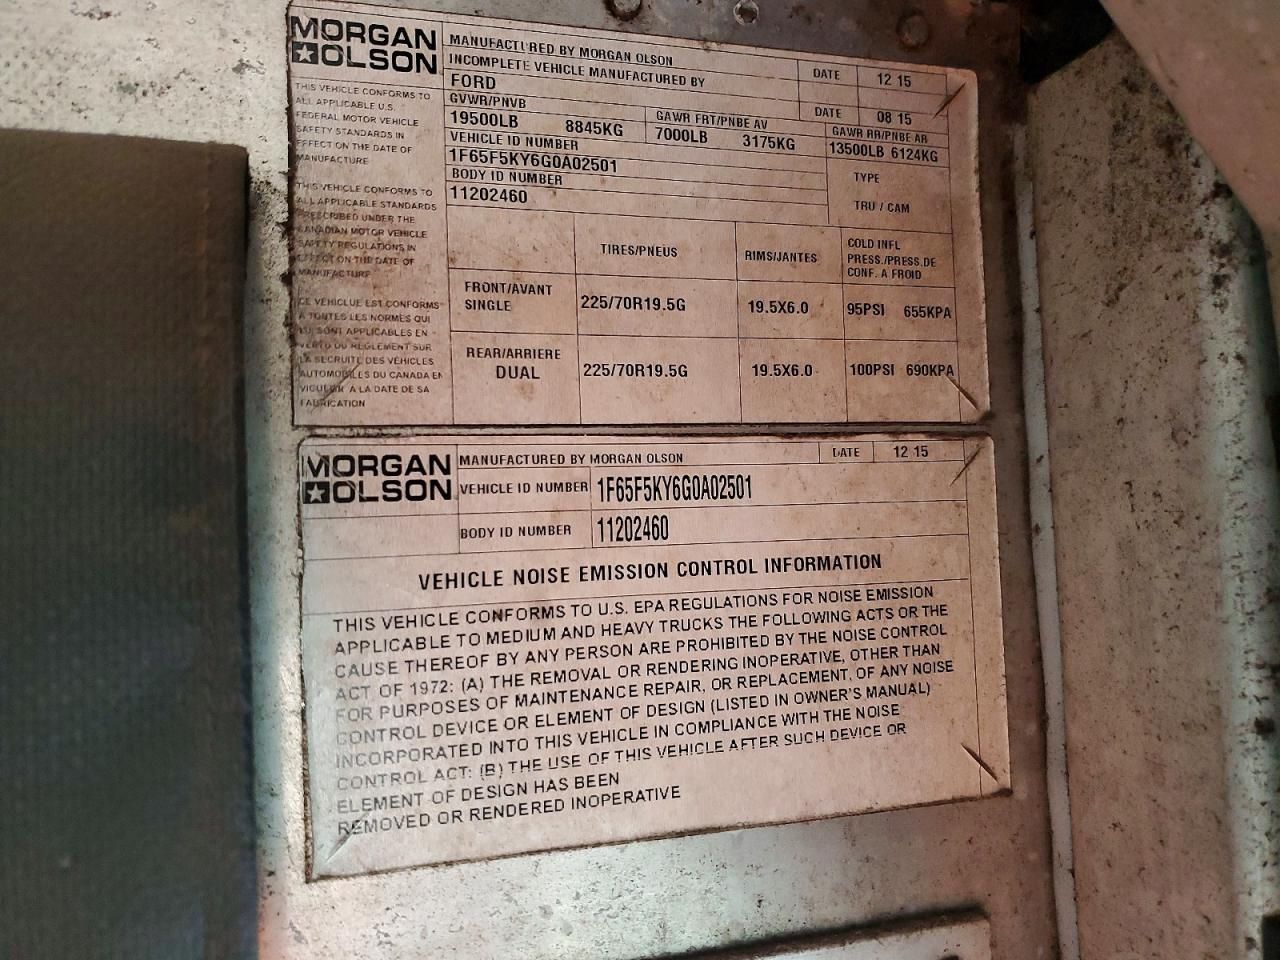 MORGAN
OLSON
MANUFACTURED BY MORGAN OLSON
DATE
12 15
INCOMPLETE VEHICLE MANUFACTURED BY
FORD
DATE
08 15
GVWR/PNVB
19500LB 8845KG
GAWR FRT/PNBE AV
7000LB 3175KG
GAWR RR/PNBE AR
13500LB 6124KG
VEHICLE ID NUMBER
1F65F5KY6G0A02501
BODY ID NUMBER
11202460
TYPE
TRU / CAM
THIS VEHICLE CONFORMS TO
ALL APPLICABLE U.S.
FEDERAL MOTOR VEHICLE
SAFETY STANDARDS IN
EFFECT ON THE DATE OF
MANUFACTURE
THIS VEHICLE CONFORMS TO
ALL APPLICABLE STANDARDS
PRESCRIBED UNDER THE
CANADIAN MOTOR VEHICLE
SAFETY REGULATIONS IN
EFFECT ON THE DATE OF
MANUFACTURE
CE VEHICLUE EST CONFORMS
A TOUTES LES NORMES QUI
LUI SONT APPLICABLES EN
VERTU DU REGLEMENT SUR
LA SECRUITE DES VEHICLES
AUTOMOBILES DU CANADA EN
VIGUEUR A LA DATE DE SA
FABRICATION
TIRES/PNEUS
RIMS/JANTES
COLD INFL
PRESS./PRESS.DE
CONF. A FROID
FRONT/AVANT
SINGLE
225/70R19.5G
19.5X6.0
95PSI 655KPA
REAR/ARRIERE
DUAL
225/70R19.5G
19.5X6.0
100PSI 690KPA
MORGAN
OLSON
MANUFACTURED BY MORGAN OLSON
DATE
12 15
VEHICLE ID NUMBER
1F65F5KY6G0A02501
BODY ID NUMBER
11202460
VEHICLE NOISE EMISSION CONTROL INFORMATION
THIS VEHICLE CONFORMS TO U.S. EPA REGULATIONS FOR NOISE EMISSION
APPLICABLE TO MEDIUM AND HEAVY TRUCKS THE FOLLOWING ACTS OR THE
CAUSE THEREOF BY ANY PERSON ARE PROHIBITED BY THE NOISE CONTROL
ACT OF 1972: (A) THE REMOVAL OR RENDERING INOPERATIVE, OTHER THAN
FOR PURPOSES OF MAINTENANCE REPAIR, OR REPLACEMENT, OF ANY NOISE
CONTROL DEVICE OR ELEMENT OF DESIGN (LISTED IN OWNER'S MANUAL)
INCORPORATED INTO THIS VEHICLE IN COMPLIANCE WITH THE NOISE
CONTROL ACT: (B) THE USE OF THIS VEHICLE AFTER SUCH DEVICE OR
ELEMENT OF DESIGN HAS BEEN
REMOVED OR RENDERED INOPERATIVE